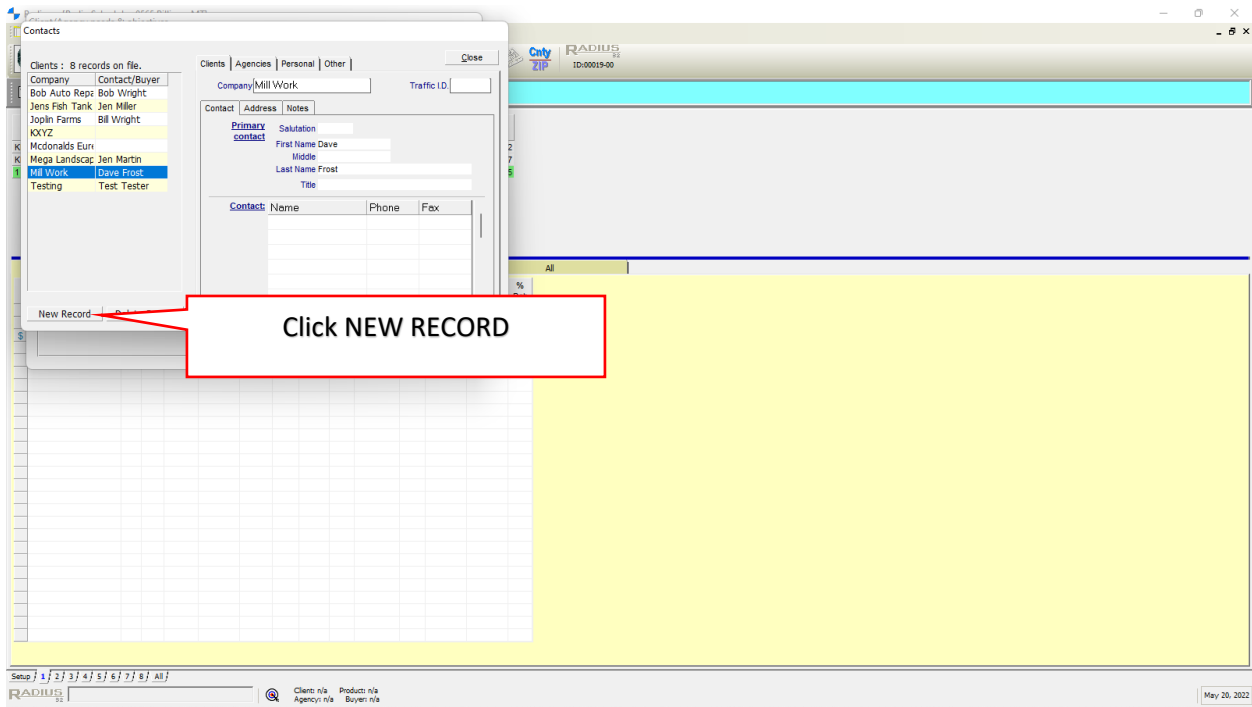 Contacts
Clients : 8 records on file.
Company Contact/Buyer
Bob Auto Repa Bob Wright
Jens Fish Tank Jen Miller
Joplin Farms Bill Wright
KXYZ
Mcdonalds Eure
Mega Landscap Jen Martin
Mill Work Dave Frost
Testing Test Tester
New Record
Clients Agencies Personal Other
Close
Company Mill Work Traffic I.D.
Contact Address Notes
Primary contact
Salutation
First Name Dave
Middle
Last Name Frost
Title
Contact: Name Phone Fax
Cnty
ZIP
RADIUS
ID:00019-00
All
%
$
Click NEW RECORD
Setup 1 2 3 4 5 6 7 8 All
RADIUS
Client: n/a Product: n/a
Agency: n/a Buyer: n/a
May 20, 2022